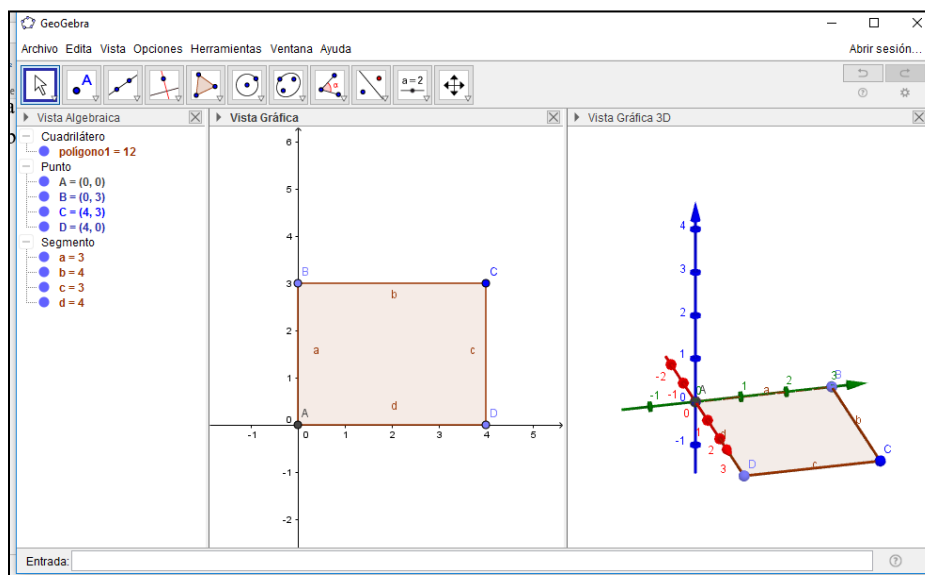 GeoGebra
Archivo Edita Vista Opciones Herramientas Ventana Ayuda
Abrir sesión...
A
α
a=2
Vista Algebraica
Cuadrilátero
polígono1 = 12
Punto
A = (0, 0)
B = (0, 3)
C = (4, 3)
D = (4, 0)
Segmento
a = 3
b = 4
c = 3
d = 4
Vista Gráfica
6
5
4
B C
3
b
2
a c
1
d
A D
0
-1 0 1 2 3 4 5
-1
-2
Vista Gráfica 3D
4
3
2
1
-2
-1
0
A
-1 0 1 2 3
B
a
0
1
2
3
d
b
-1
D
c
C
Entrada: